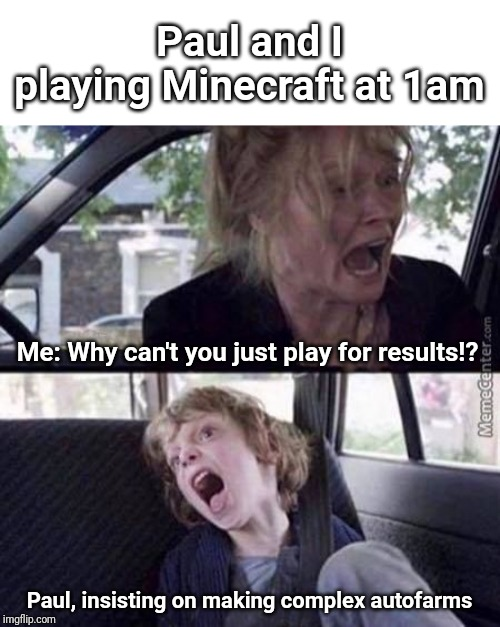 Paul and I
playing Minecraft at 1am
Me: Why can't you just play for results!?
MemeCenter.com
Paul, insisting on making complex autofarms
imgflip.com